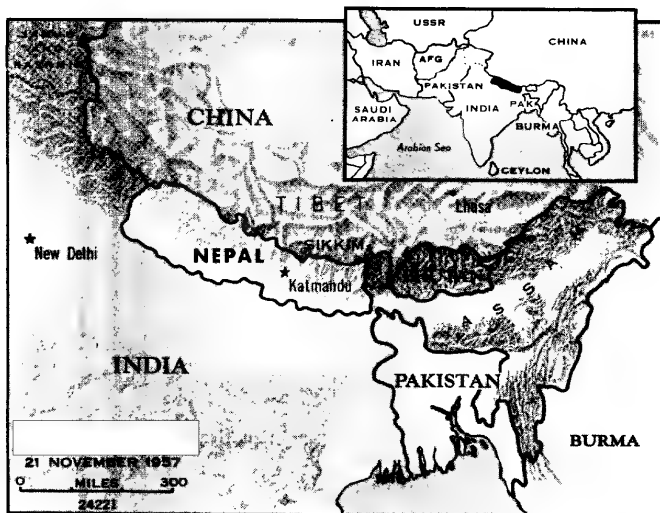 USSR
CHINA
IRAN
AFG
PAKISTAN
INDIA
PAK
BURMA
SAUDI
ARABIA
Arabian Sea
CEYLON
CHINA
TIBET
Lhasa
SIKKIM
NEPAL
Katmandu
New Delhi
ASSAM
INDIA
PAKISTAN
BURMA
21 NOVEMBER 1957
0 MILES 300
24221